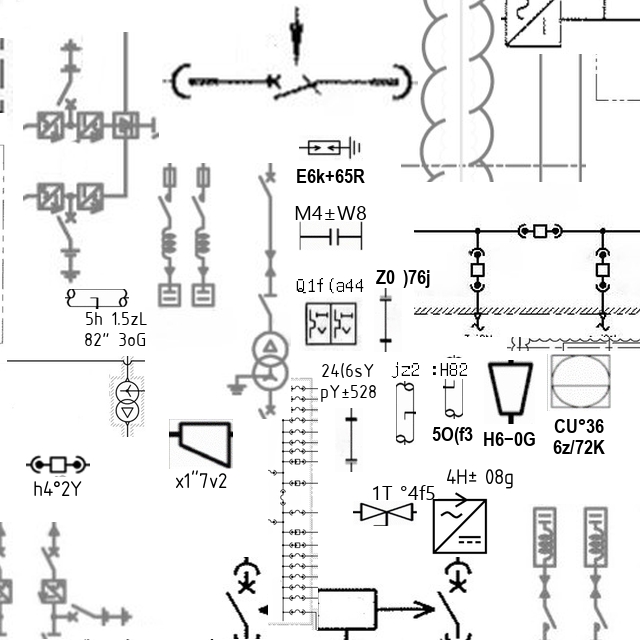 E6k+65R
M4±W8
Q1f(a44
Z0 )76j
5h 1.5zL
82" 3oG
24(6sY
pY±528
jz2
:H82
5O(f3
H6-0G
CU°36
6z/72K
x1"7v2
h4°2Y
4H± 08g
1T °4f5